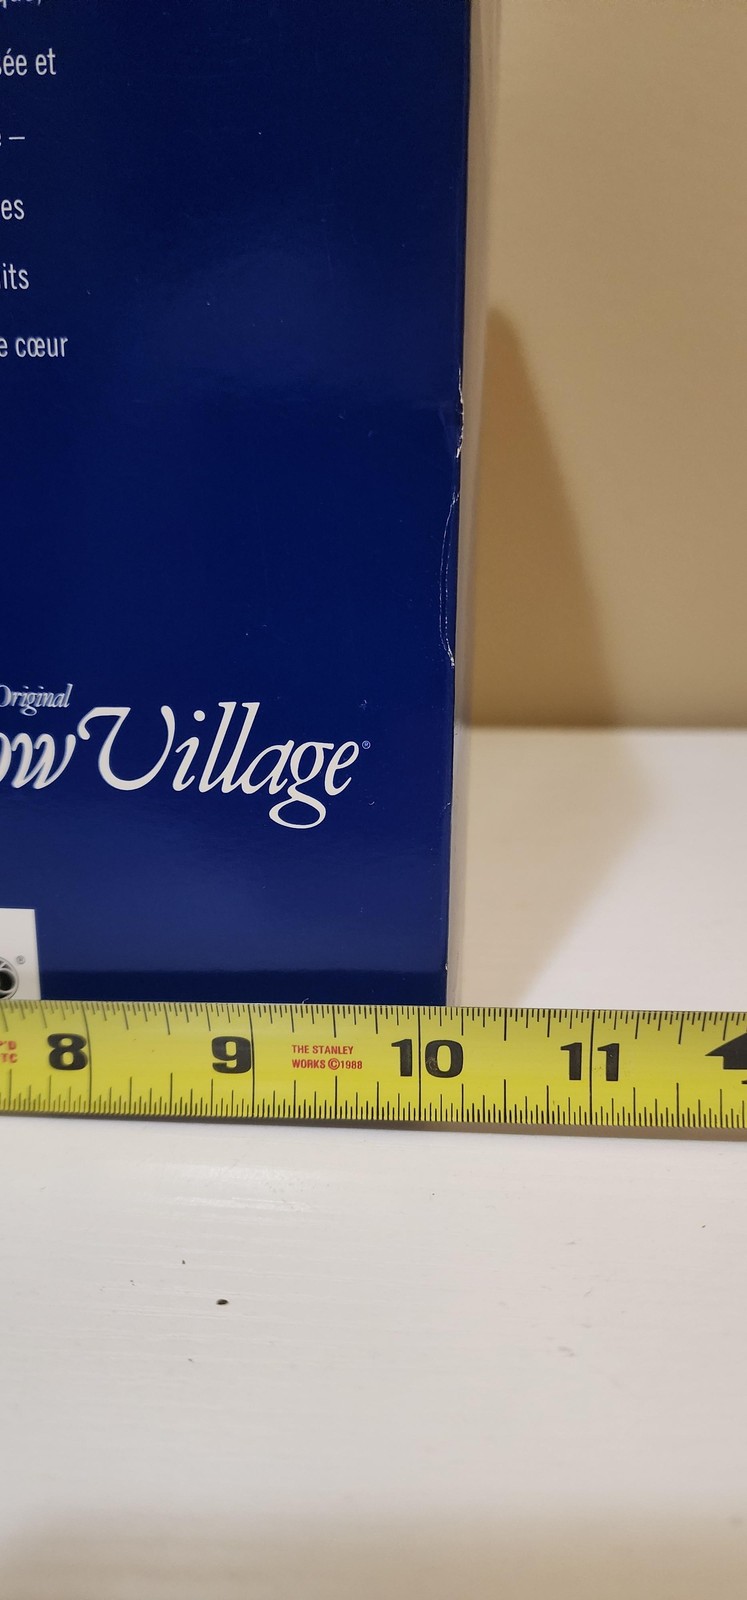 ée et
–
es
its
e cœur
Original
ow Village®
®
8 9 THE STANLEY 10 11
WORKS ©1988